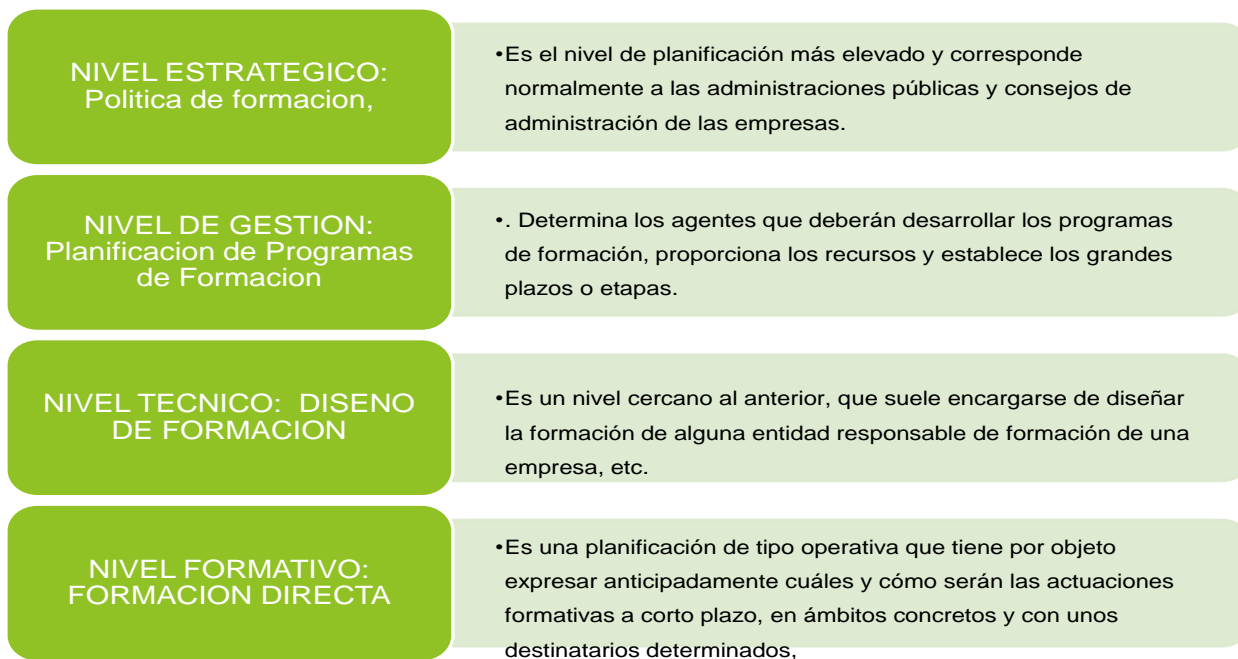 NIVEL ESTRATEGICO:
Politica de formacion,
•Es el nivel de planificación más elevado y corresponde
normalmente a las administraciones públicas y consejos de
administración de las empresas.
NIVEL DE GESTION:
Planificacion de Programas
de Formacion
•. Determina los agentes que deberán desarrollar los programas
de formación, proporciona los recursos y establece los grandes
plazos o etapas.
NIVEL TECNICO: DISENO
DE FORMACION
•Es un nivel cercano al anterior, que suele encargarse de diseñar
la formación de alguna entidad responsable de formación de una
empresa, etc.
NIVEL FORMATIVO:
FORMACION DIRECTA
•Es una planificación de tipo operativa que tiene por objeto
expresar anticipadamente cuáles y cómo serán las actuaciones
formativas a corto plazo, en ámbitos concretos y con unos
destinatarios determinados,